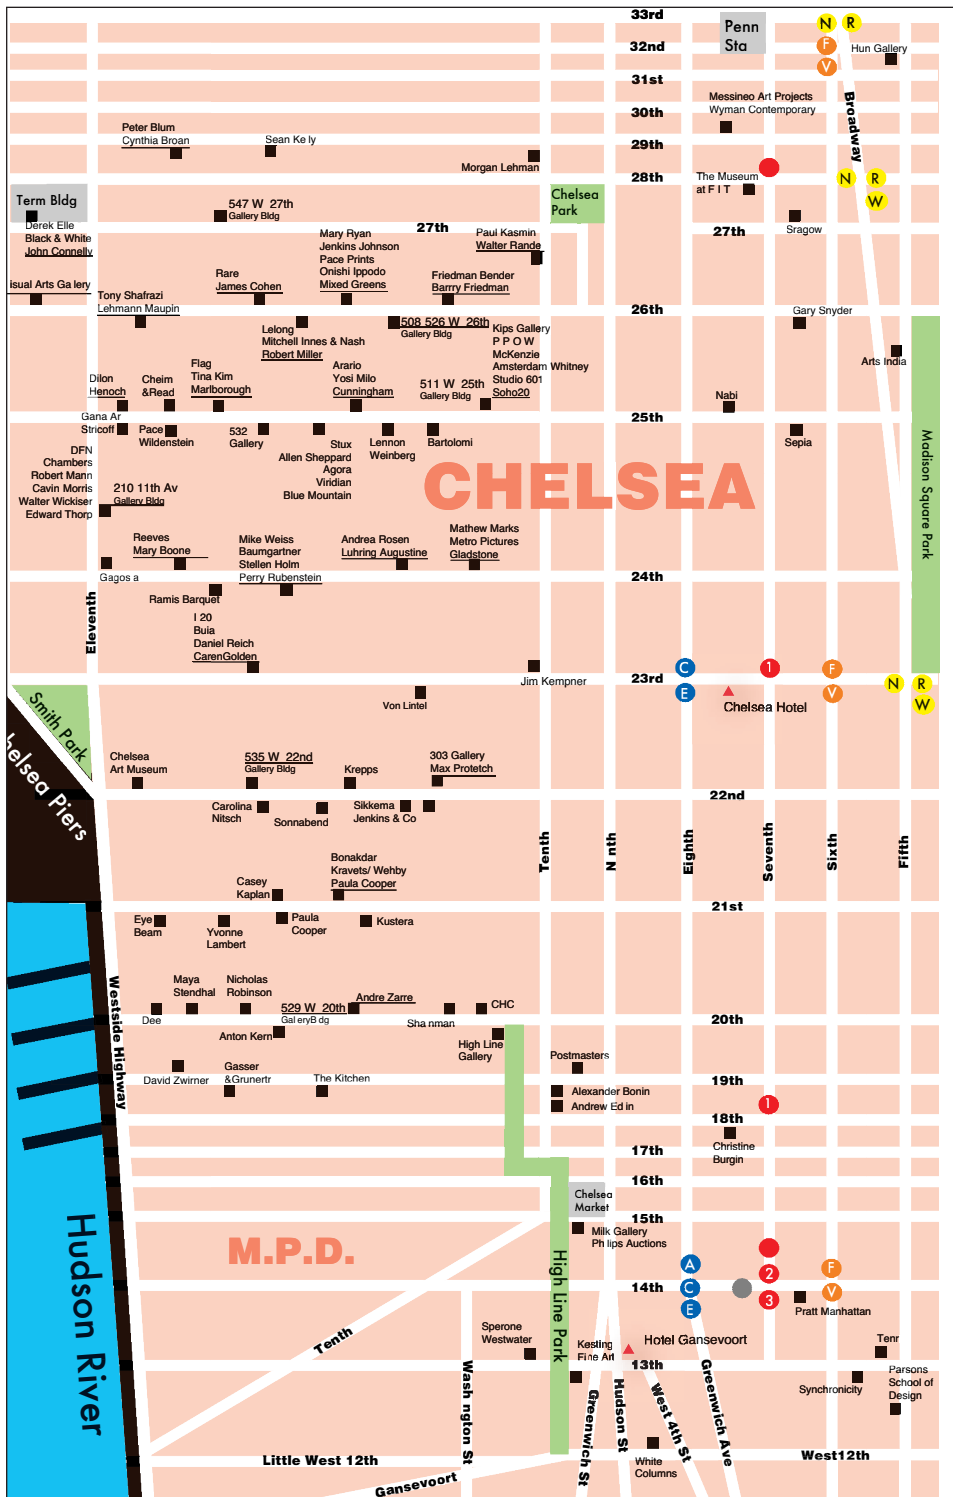 33rd
Penn
Sta
N R
32nd
F
Hun Gallery
V
31st
Messineo Art Projects
Wyman Contemporary
30th
Broadway
Peter Blum
Cynthia Broan
Sean Ke ly
29th
Morgan Lehman
28th
The Museum
at F I T
N R
W
Term Bldg
Chelsea
Park
547 W 27th
Gallery Bldg
Derek Elle
Black & White
John Connelly
27th
27th
Sragow
Mary Ryan
Jenkins Johnson
Pace Prints
Onishi Ippodo
Mixed Greens
Paul Kasmin
Walter Rande
isual Arts Ga lery
Rare
James Cohen
Friedman Bender
Barrry Friedman
Tony Shafrazi
Lehmann Maupin
26th
Gary Snyder
Lelong
Mitchell Innes & Nash
Robert Miller
508 526 W 26th
Gallery Bldg
Kips Gallery
P P O W
McKenzie
Amsterdam Whitney
Studio 601
Soho20
Arts India
Flag
Tina Kim
Marlborough
Arario
Yosi Milo
Cunningham
511 W 25th
Gallery Bldg
Dilon
Henoch
Cheim
&Read
Nabi
Gana Ar
Stricoff
25th
Pace
Wildenstein
532
Gallery
Stux
Allen Sheppard
Agora
Viridian
Blue Mountain
Lennon
Weinberg
Bartolomi
Sepia
Madison Square Park
DFN
Chambers
Robert Mann
Cavin Morris
Walter Wickiser
Edward Thorp
210 11th Av
Gallery Bldg
CHELSEA
Reeves
Mary Boone
Mike Weiss
Baumgartner
Stellen Holm
Perry Rubenstein
Andrea Rosen
Luhring Augustine
Mathew Marks
Metro Pictures
Gladstone
Gagos a
24th
Eleventh
Ramis Barquet
I 20
Buia
Daniel Reich
CarenGolden
Jim Kempner
23rd
C
E
1
F
V
N R
W
Chelsea Hotel
Von Lintel
Smith Park
helsea Piers
Chelsea
Art Museum
535 W 22nd
Gallery Bldg
Krepps
303 Gallery
Max Protetch
22nd
Carolina
Nitsch
Sonnabend
Sikkema
Jenkins & Co
Tenth
N nth
Eighth
Seventh
Sixth
Fifth
Casey
Kaplan
Bonakdar
Kravets/ Wehby
Paula Cooper
21st
Eye
Beam
Yvonne
Lambert
Paula
Cooper
Kustera
Westside Highway
Maya
Stendhal
Nicholas
Robinson
529 W 20th
Gal eryB dg
Andre Zarre
CHC
Dee
Sha nman
20th
Anton Kern
High Line
Gallery
Postmasters
David Zwirner
Gasser
&Grunertr
The Kitchen
19th
Alexander Bonin
Andrew Ed in
1
18th
Christine
Burgin
17th
16th
Chelsea
Market
15th
Hudson River
M.P.D.
Milk Gallery
Ph lips Auctions
High Line Park
A
C
E
2
3
F
V
14th
Pratt Manhattan
Tenth
Sperone
Westwater
Kesting
Fine Art
Hotel Gansevoort
Tenr
13th
Parsons
School of
Design
Synchronicity
Wash ngton St
Greenwich St
Hudson St
West 4th St
Greenwich Ave
Little West 12th
White
Columns
West12th
Gansevoort